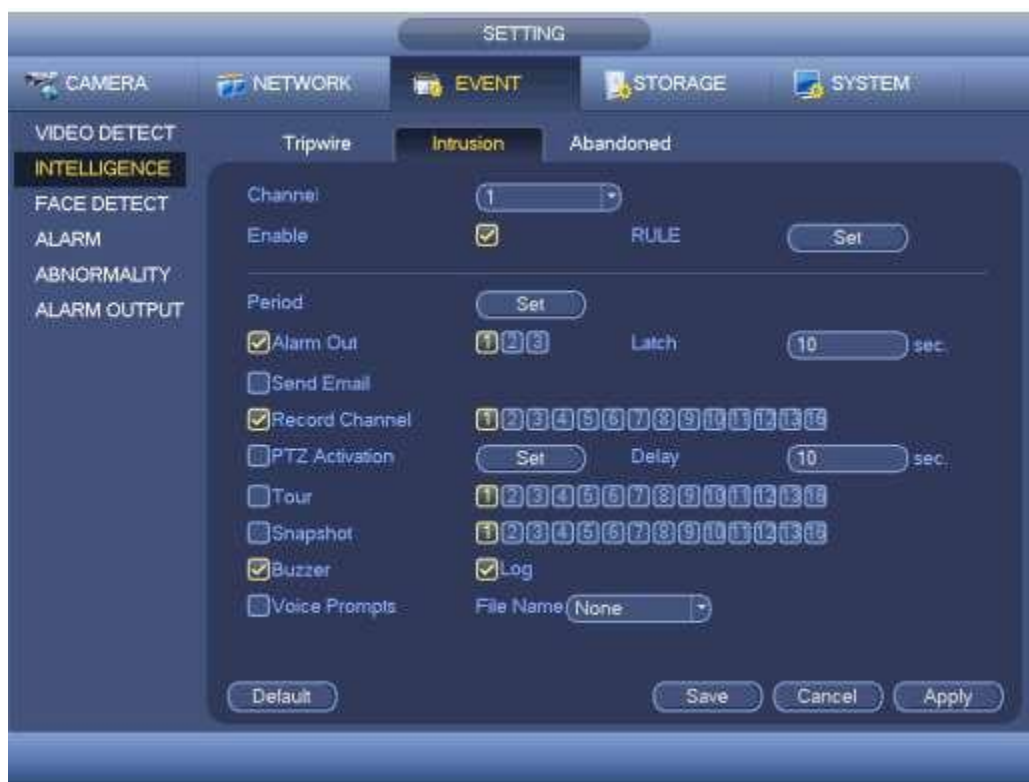 SETTING
CAMERA NETWORK EVENT STORAGE SYSTEM
VIDEO DETECT
INTELLIGENCE
FACE DETECT
ALARM
ABNORMALITY
ALARM OUTPUT
Tripwire Intrusion Abandoned
Channel 1
Enable RULE Set
Period Set
Alarm Out 1 2 3 Latch 10 sec.
Send Email
Record Channel 1 2 3 4 5 6 7 8 9 10 11 12 13 16
PTZ Activation Set Delay 10 sec.
Tour 1 2 3 4 5 6 7 8 9 10 11 12 13 16
Snapshot 1 2 3 4 5 6 7 8 9 10 11 12 13 16
Buzzer Log
Voice Prompts File Name None
Default Save Cancel Apply